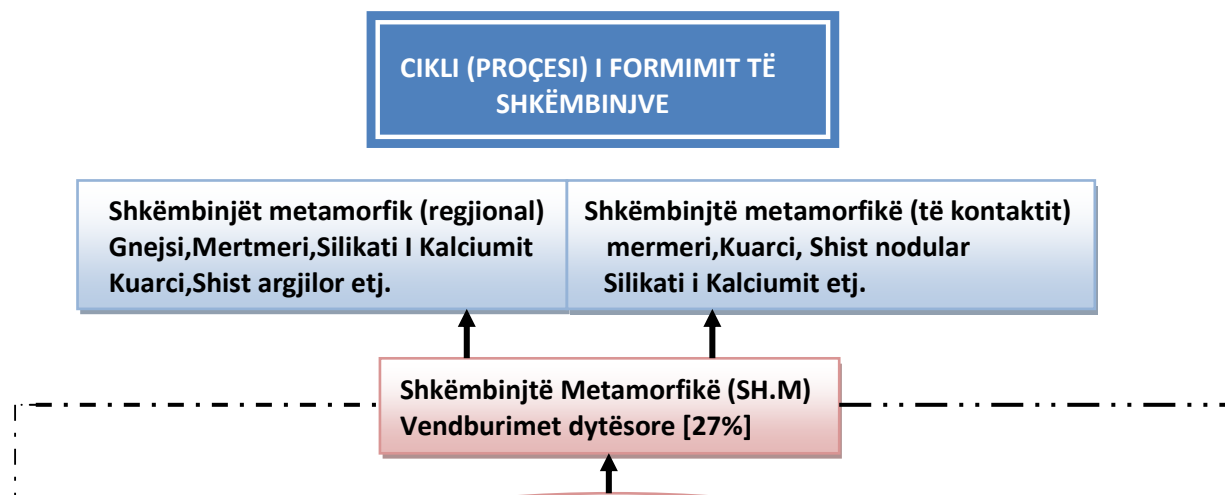 CIKLI (PROÇESI) I FORMIMIT TË
SHKËMBINJVE
Shkëmbinjët metamorfik (regjional)
Gnejsi,Mertmeri,Silikati I Kalciumit
Kuarci,Shist argjilor etj.
Shkëmbinjtë metamorfikë (të kontaktit)
mermeri,Kuarci, Shist nodular
Silikati i Kalciumit etj.
Shkëmbinjtë Metamorfikë (SH.M)
Vendburimet dytësore [27%]